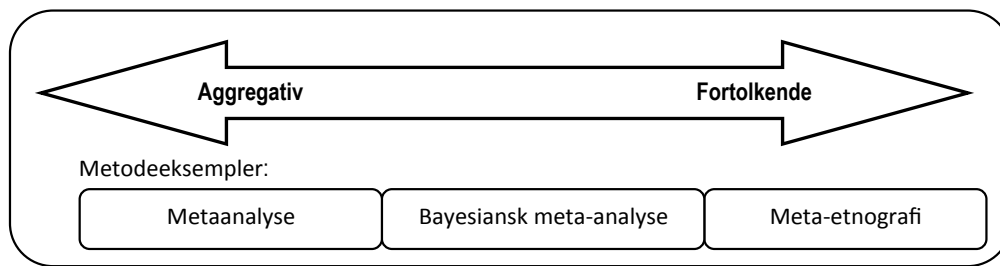 Aggregativ Fortolkende
Metodeeksempler:
Metaanalyse Bayesiansk meta-analyse Meta-etnografi